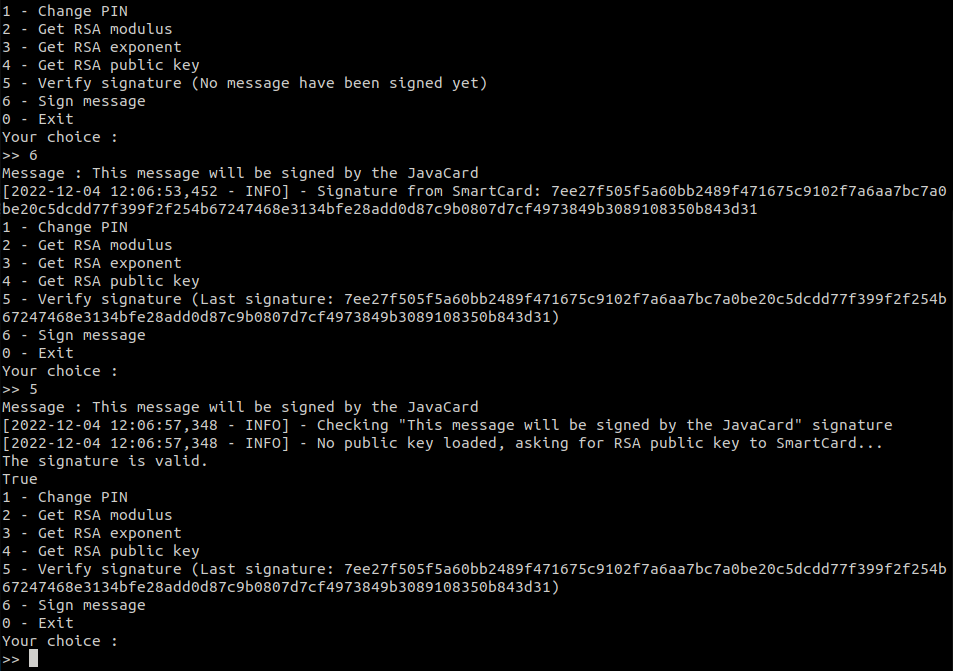 1 - Change PIN
2 - Get RSA modulus
3 - Get RSA exponent
4 - Get RSA public key
5 - Verify signature (No message have been signed yet)
6 - Sign message
0 - Exit
Your choice :
>> 6
Message : This message will be signed by the JavaCard
[2022-12-04 12:06:53,452 - INFO] - Signature from SmartCard: 7ee27f505f5a60bb2489f471675c9102f7a6aa7bc7a0
be20c5dcdd77f399f2f254b67247468e3134bfe28add0d87c9b0807d7cf4973849b3089108350b843d31
1 - Change PIN
2 - Get RSA modulus
3 - Get RSA exponent
4 - Get RSA public key
5 - Verify signature (Last signature: 7ee27f505f5a60bb2489f471675c9102f7a6aa7bc7a0be20c5dcdd77f399f2f254b
67247468e3134bfe28add0d87c9b0807d7cf4973849b3089108350b843d31)
6 - Sign message
0 - Exit
Your choice :
>> 5
Message : This message will be signed by the JavaCard
[2022-12-04 12:06:57,348 - INFO] - Checking "This message will be signed by the JavaCard" signature
[2022-12-04 12:06:57,348 - INFO] - No public key loaded, asking for RSA public key to SmartCard...
The signature is valid.
True
1 - Change PIN
2 - Get RSA modulus
3 - Get RSA exponent
4 - Get RSA public key
5 - Verify signature (Last signature: 7ee27f505f5a60bb2489f471675c9102f7a6aa7bc7a0be20c5dcdd77f399f2f254b
67247468e3134bfe28add0d87c9b0807d7cf4973849b3089108350b843d31)
6 - Sign message
0 - Exit
Your choice :
>>